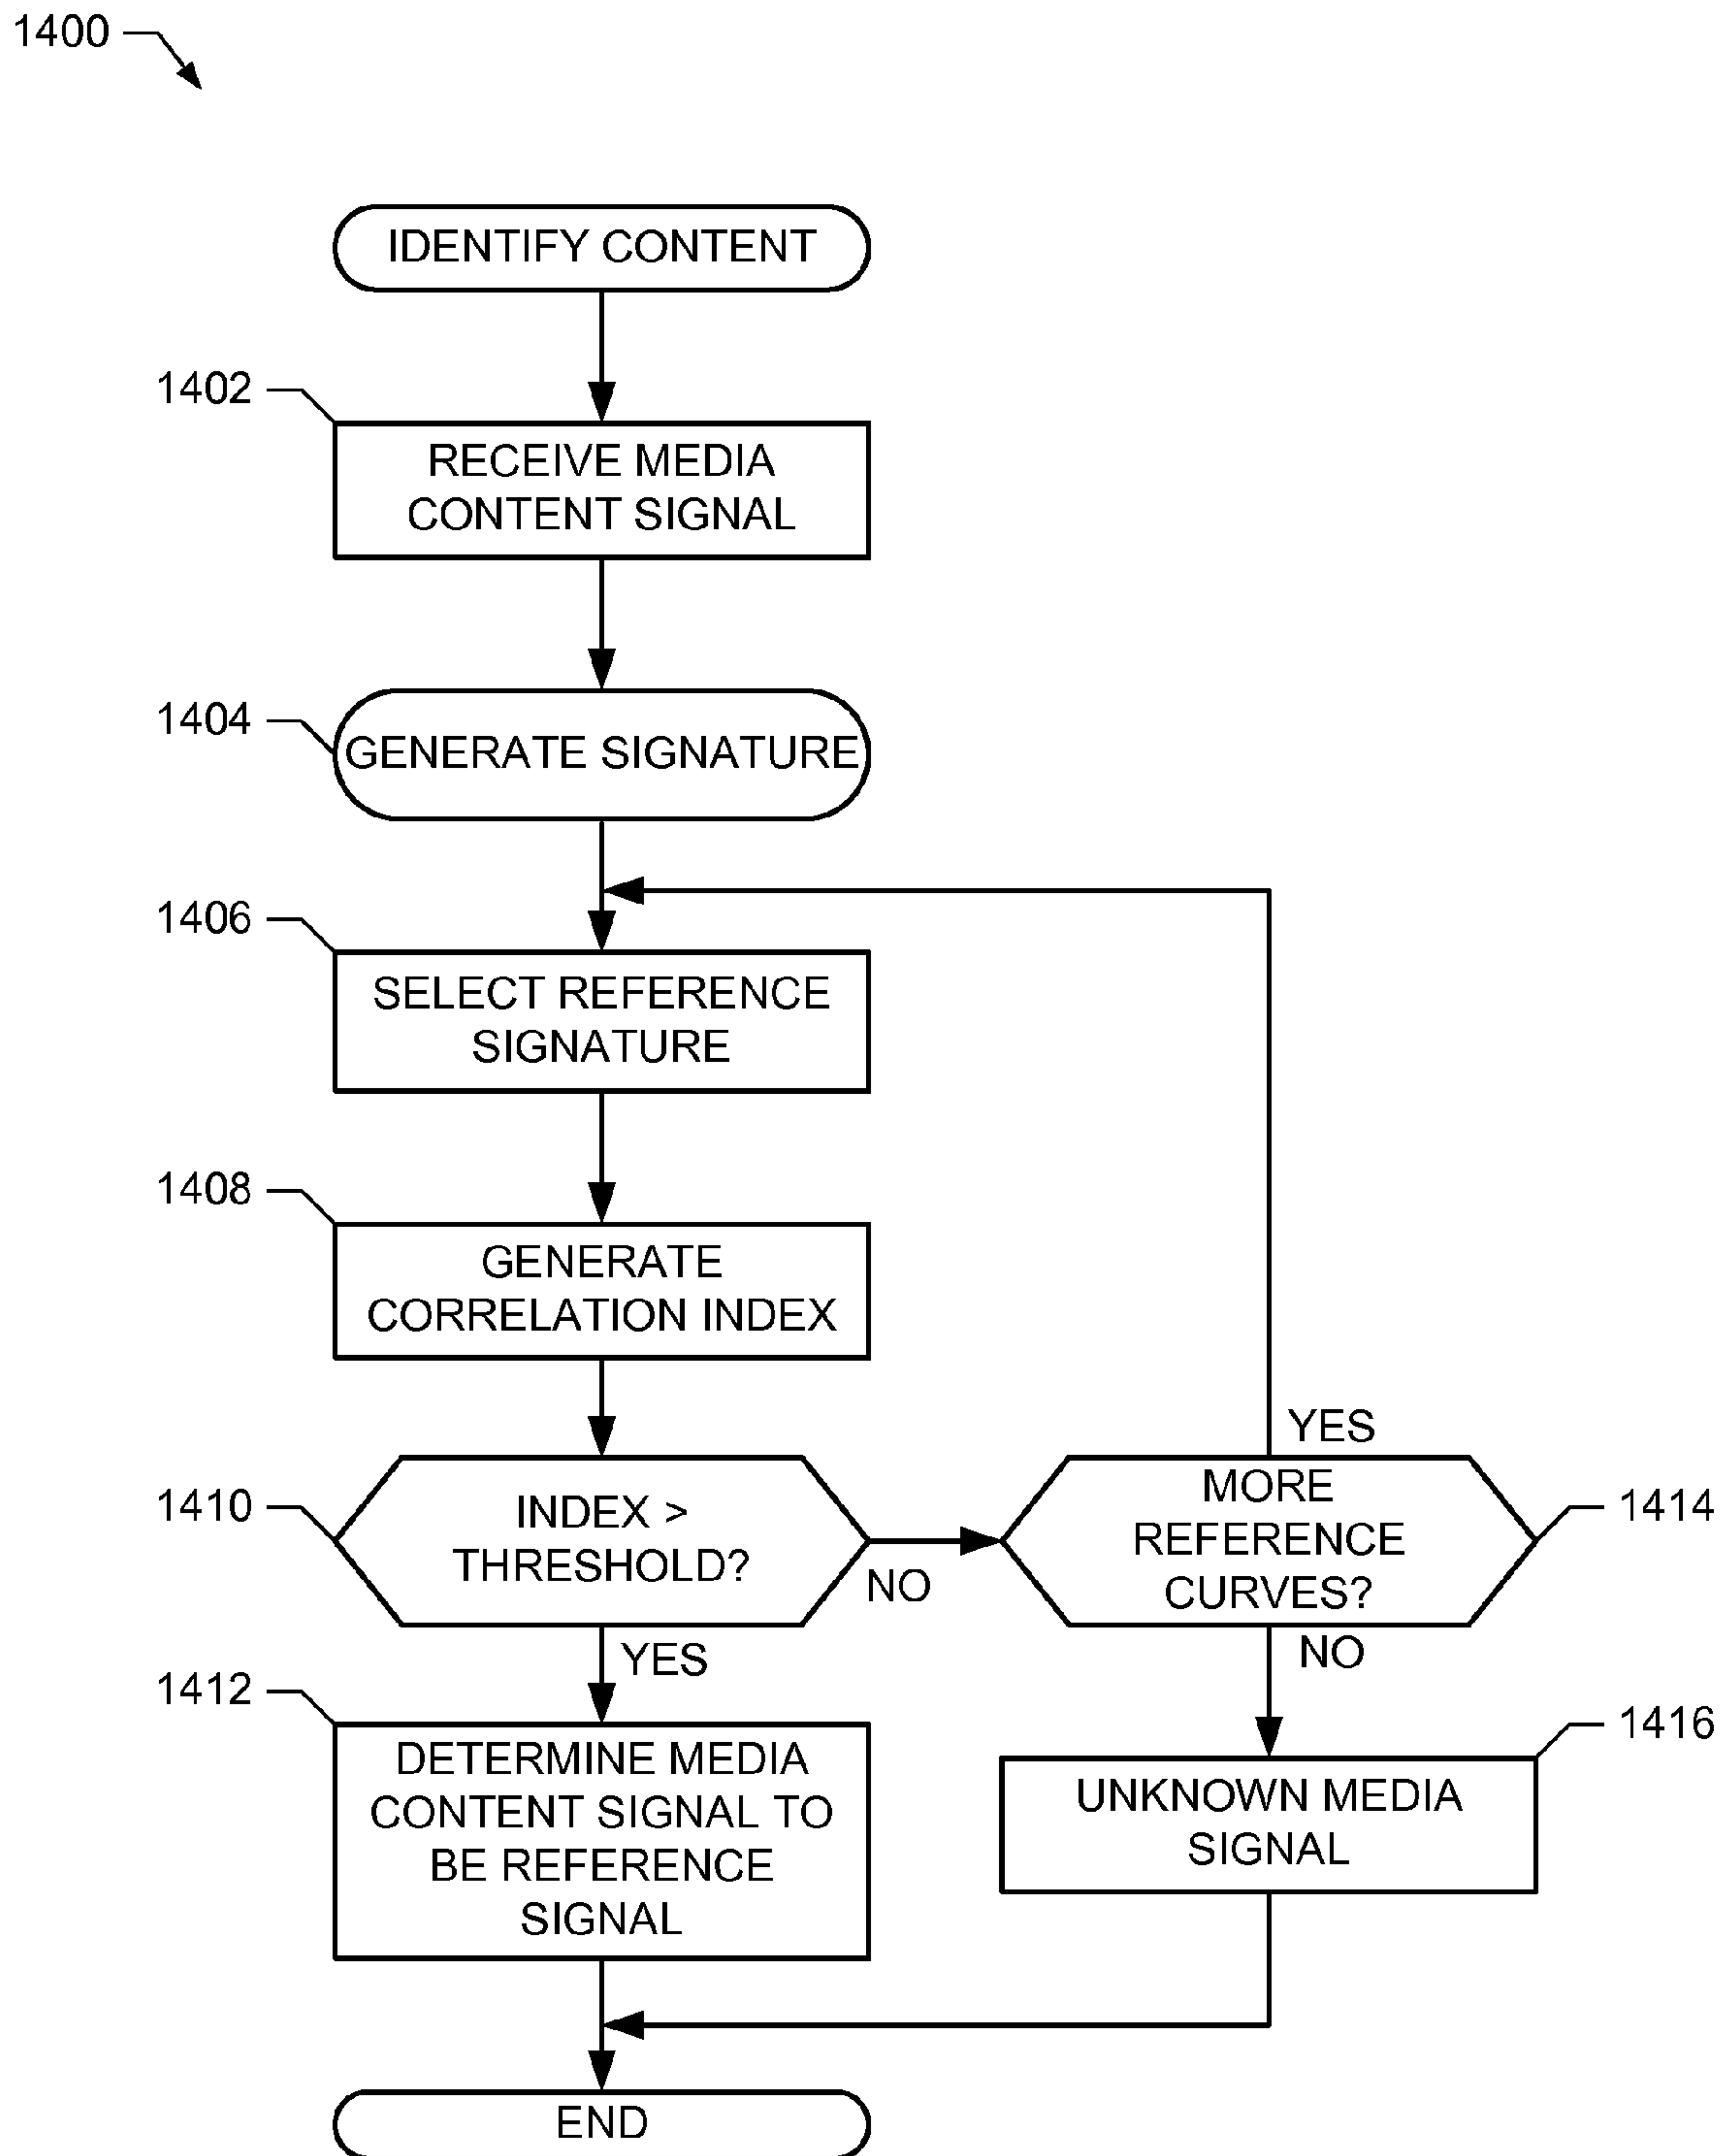 1400
IDENTIFY CONTENT
1402
RECEIVE MEDIA
CONTENT SIGNAL
1404
GENERATE SIGNATURE
1406
SELECT REFERENCE
SIGNATURE
1408
GENERATE
CORRELATION INDEX
1410
INDEX >
THRESHOLD?
NO
YES
YES
MORE
REFERENCE
CURVES?
1414
NO
1412
DETERMINE MEDIA
CONTENT SIGNAL TO
BE REFERENCE
SIGNAL
1416
UNKNOWN MEDIA
SIGNAL
END